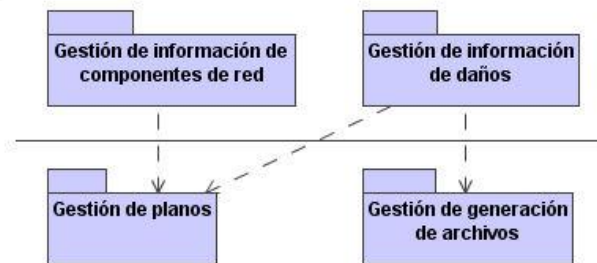 Gestión de información de
componentes de red
Gestión de información
de daños
Gestión de planos
Gestión de generación
de archivos